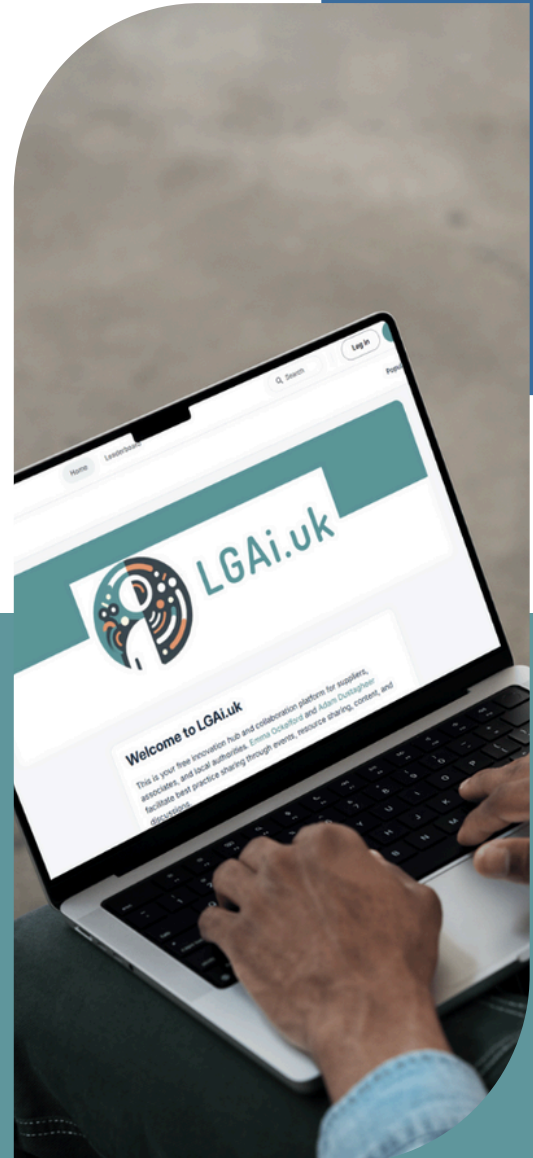 Log in
Search
Popu
Home
Leaderboard
LGAi.uk
Welcome to LGAi.uk
This is your free innovation hub and collaboration platform for suppliers,
associates, and local authorities. Emma Ockelford and Adam Dustagheer
facilitate best practice sharing through events, resource sharing, content, and
discussions.